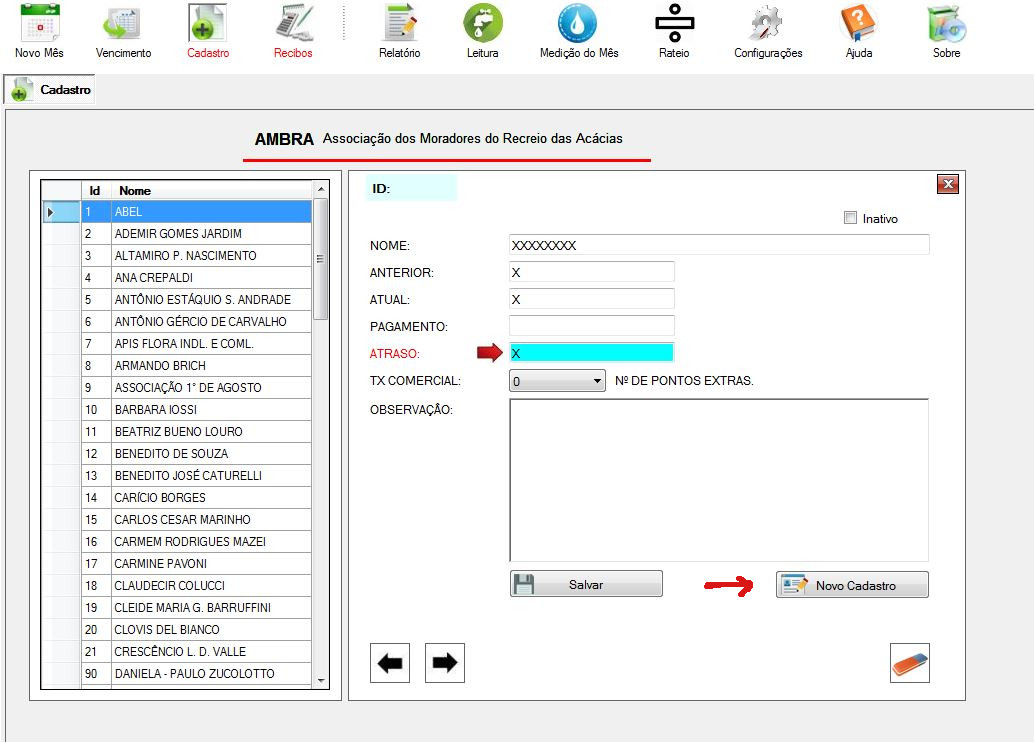 Novo Mês Vencimento Cadastro Recibos Relatório Leitura Medição do Mês Rateio Configurações Ajuda Sobre
Cadastro
AMBRA Associação dos Moradores do Recreio das Acácias
Id Nome
1 ABEL
2 ADEMIR GOMES JARDIM
3 ALTAMIRO P. NASCIMENTO
4 ANA CREPALDI
5 ANTÔNIO ESTÁQUIO S. ANDRADE
6 ANTÔNIO GÉRCIO DE CARVALHO
7 APIS FLORA INDL. E COML.
8 ARMANDO BRICH
9 ASSOCIAÇÃO 1° DE AGOSTO
10 BARBARA IOSSI
11 BEATRIZ BUENO LOURO
12 BENEDITO DE SOUZA
13 BENEDITO JOSÉ CATURELLI
14 CARÍCIO BORGES
15 CARLOS CESAR MARINHO
16 CARMEM RODRIGUES MAZEI
17 CARMINE PAVONI
18 CLAUDECIR COLUCCI
19 CLEIDE MARIA G. BARRUFFINI
20 CLOVIS DEL BIANCO
21 CRESCÊNCIO L. D. VALLE
90 DANIELA - PAULO ZUCOLOTTO
ID:
Inativo
NOME: XXXXXXXX
ANTERIOR: X
ATUAL: X
PAGAMENTO:
ATRASO: X
TX COMERCIAL: 0 Nº DE PONTOS EXTRAS.
OBSERVAÇÂO:
Salvar
Novo Cadastro